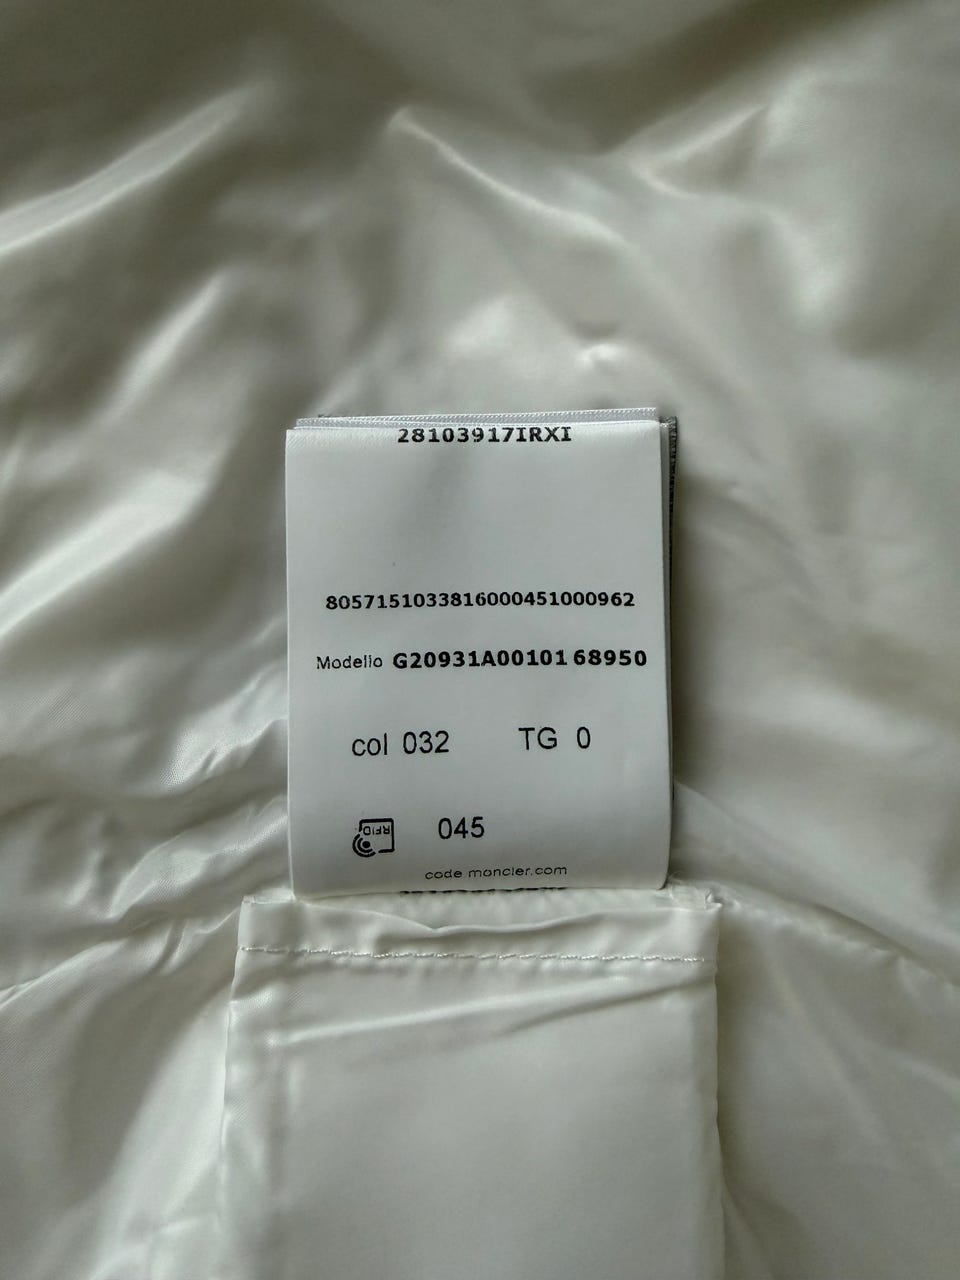 28103917IRXI
8057151033816000451000962
Modello G20931A00101 68950
col 032 TG 0
RFID 045
code moncler.com